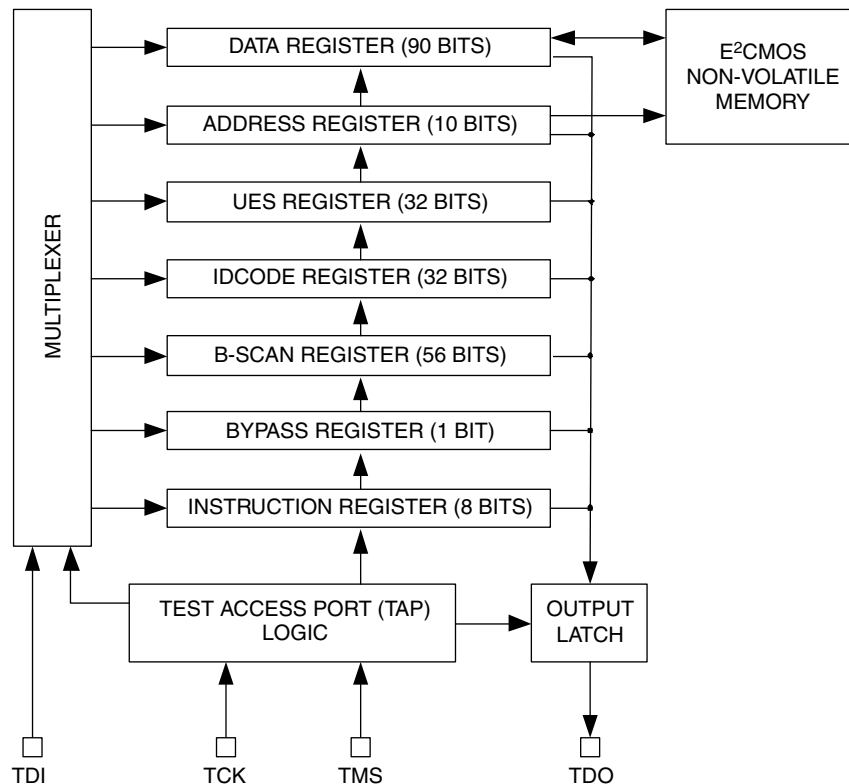 DATA REGISTER (90 BITS)
E²CMOS
NON-VOLATILE
MEMORY
ADDRESS REGISTER (10 BITS)
UES REGISTER (32 BITS)
IDCODE REGISTER (32 BITS)
B-SCAN REGISTER (56 BITS)
BYPASS REGISTER (1 BIT)
INSTRUCTION REGISTER (8 BITS)
MULTIPLEXER
TEST ACCESS PORT (TAP)
LOGIC
OUTPUT
LATCH
TDI
TCK
TMS
TDO